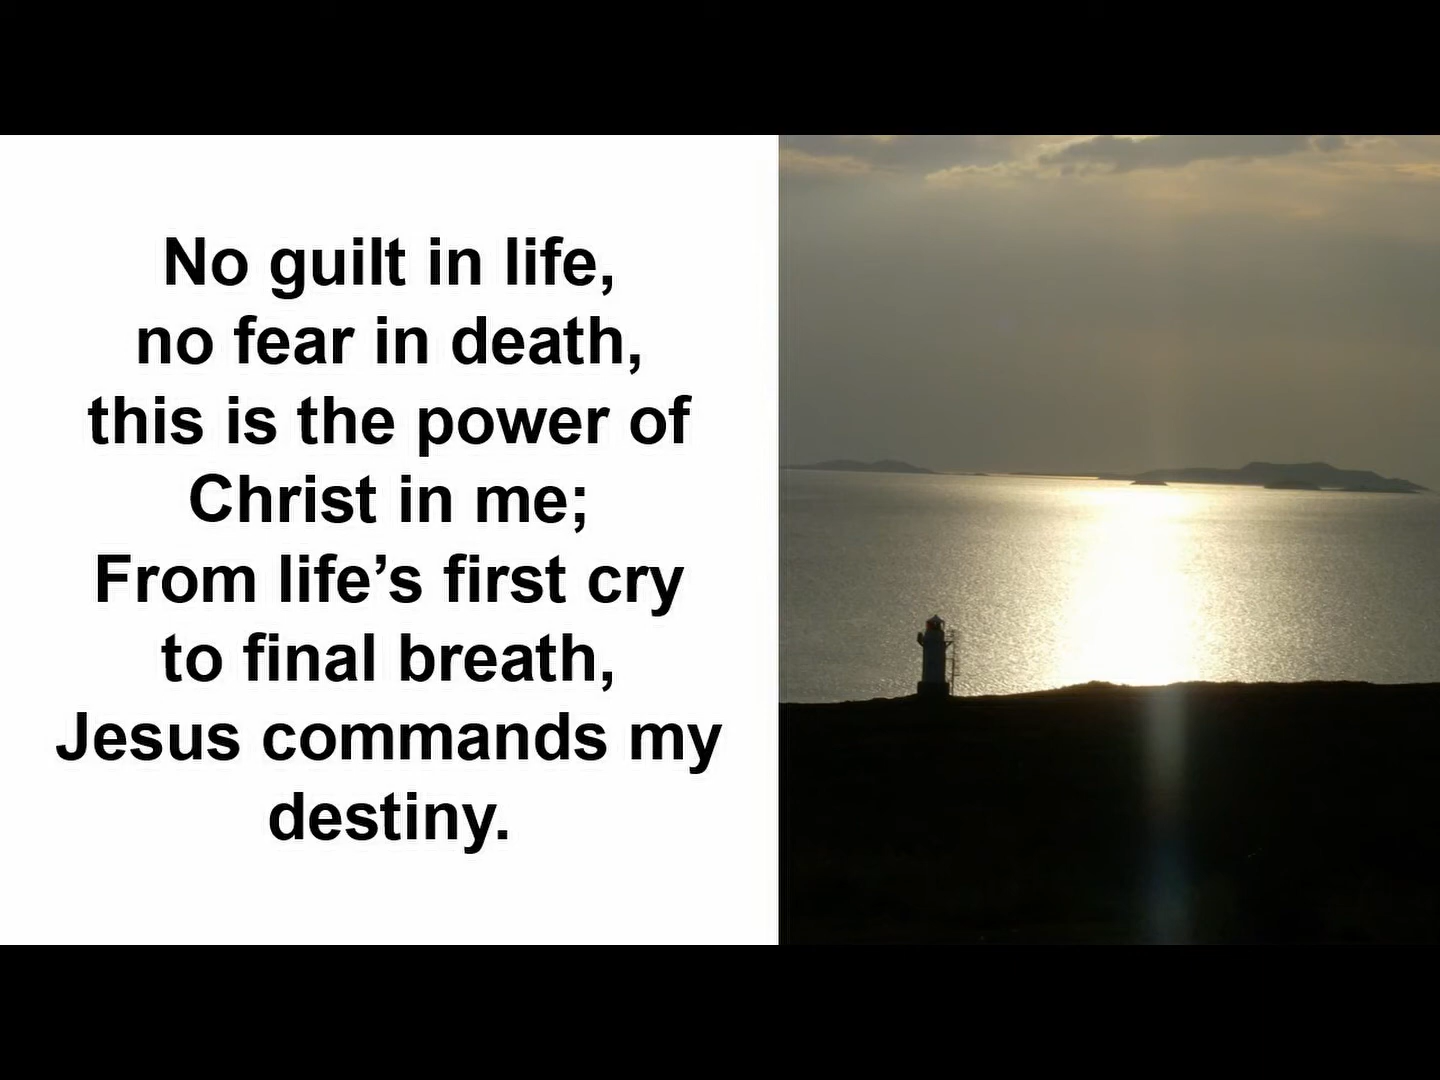 No guilt in life,
no fear in death,
this is the power of
Christ in me;
From life’s first cry
to final breath,
Jesus commands my
destiny.